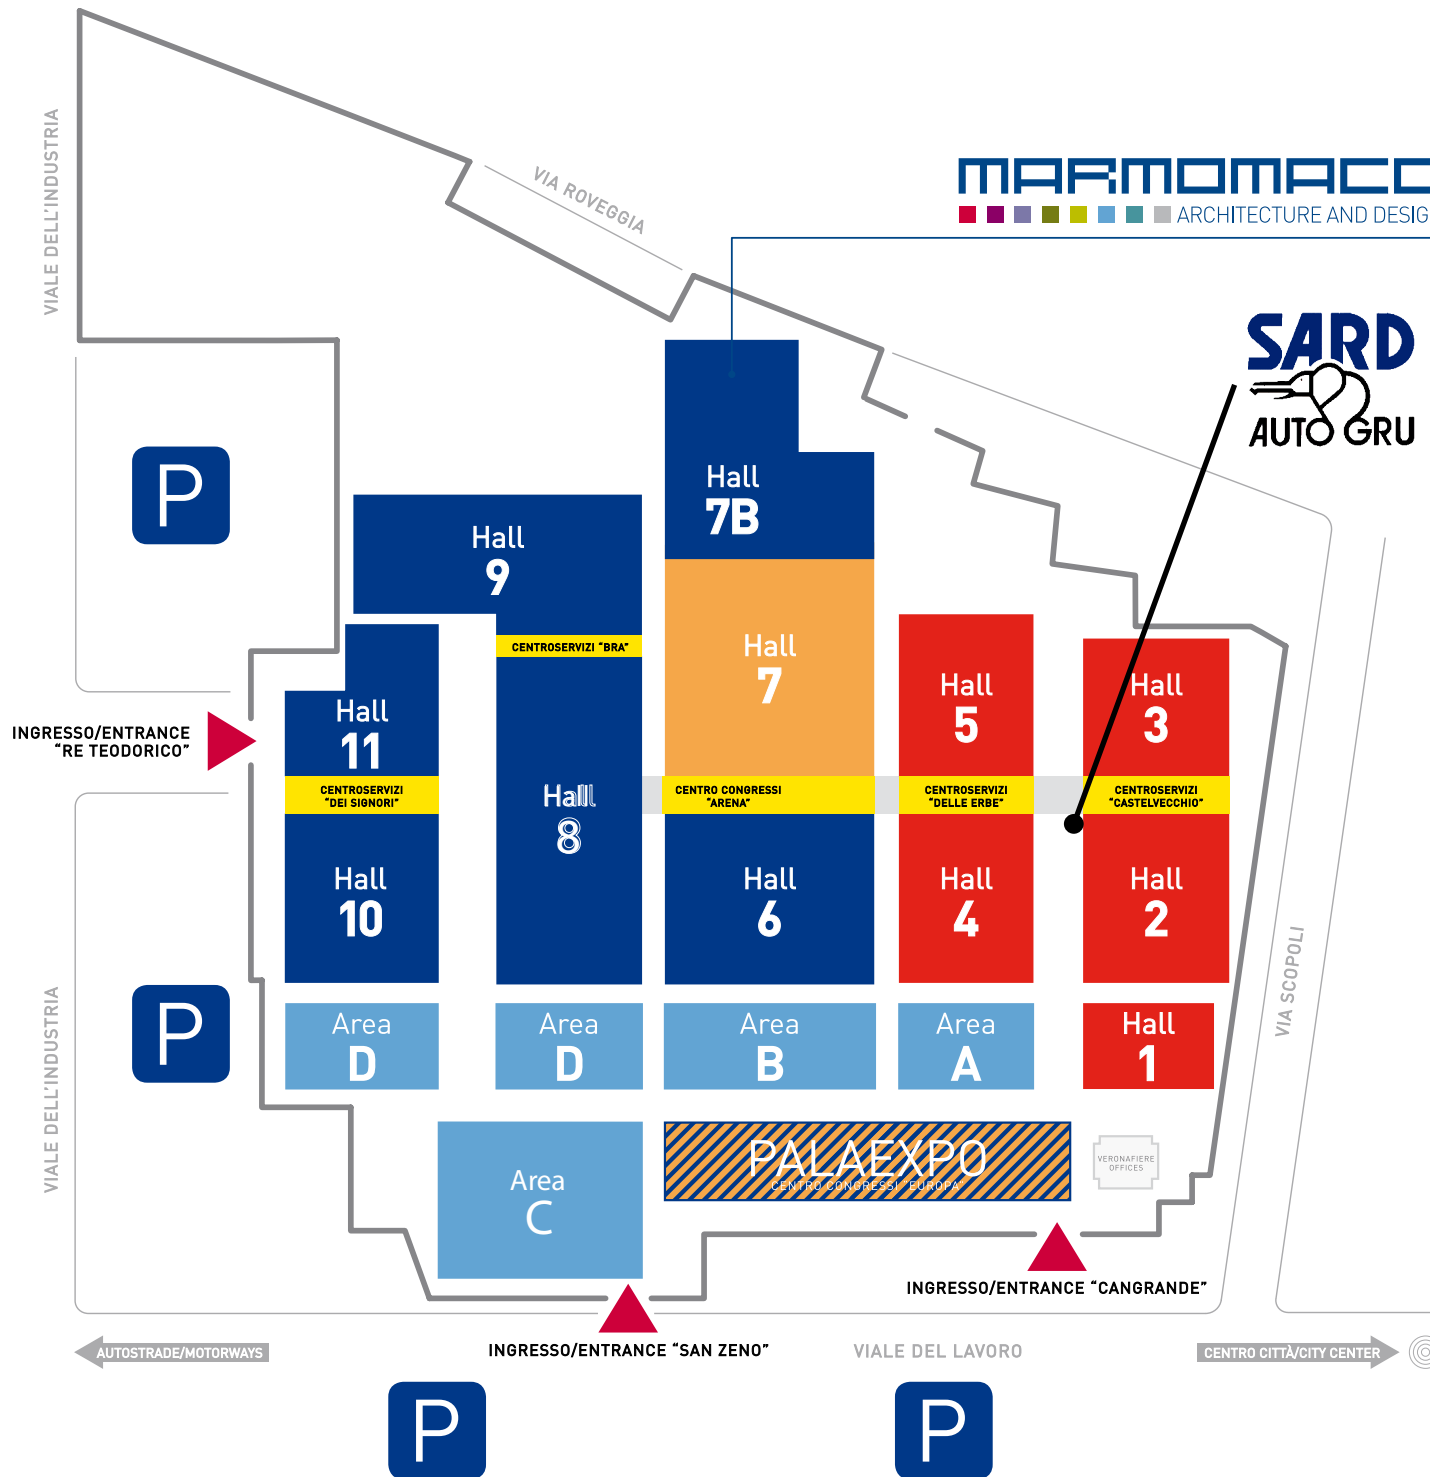 VIALE DELL'INDUSTRIA
VIA ROVEGGIA
MARMOMACC
ARCHITECTURE AND DESIG
SARD
AUTO GRU
P
Hall
7B
Hall
9
CENTROSERVIZI "BRA"
Hall
7
Hall
5
Hall
3
Hall
11
INGRESSO/ENTRANCE
"RE TEODORICO"
CENTROSERVIZI
"DEI SIGNORI"
Hall
8
CENTRO CONGRESSI
"ARENA"
CENTROSERVIZI
"DELLE ERBE"
CENTROSERVIZI
"CASTELVECCHIO"
Hall
10
Hall
6
Hall
4
Hall
2
VIA SCOPOLI
P
VIALE DELL'INDUSTRIA
Area
D
Area
D
Area
B
Area
A
Hall
1
Area
C
PALAEXPO
CENTRO CONGRESSI "EUROPA"
VERONAFIERE
OFFICES
INGRESSO/ENTRANCE "CANGRANDE"
AUTOSTRADE/MOTORWAYS
INGRESSO/ENTRANCE "SAN ZENO"
VIALE DEL LAVORO
CENTRO CITTÀ/CITY CENTER
P
P